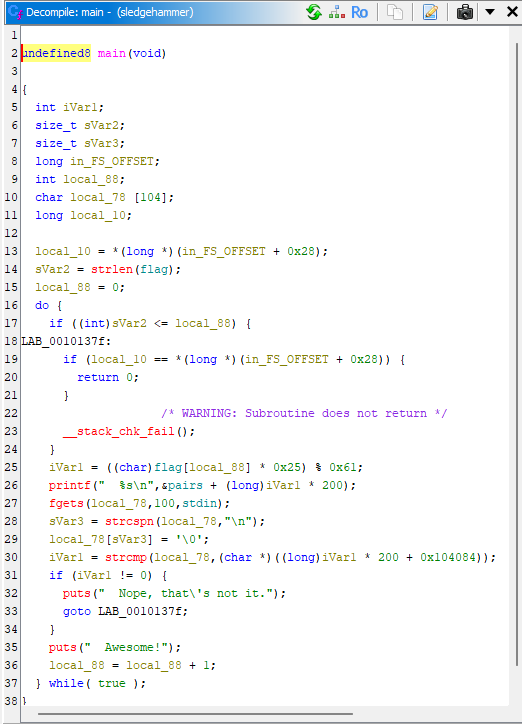 Decompile: main - (sledgehammer)
Ro
1
2 undefined8 main(void)
3
4 {
5   int iVar1;
6   size_t sVar2;
7   size_t sVar3;
8   long in_FS_OFFSET;
9   int local_88;
10   char local_78 [104];
11   long local_10;
12
13   local_10 = *(long *)(in_FS_OFFSET + 0x28);
14   sVar2 = strlen(flag);
15   local_88 = 0;
16   do {
17     if ((int)sVar2 <= local_88) {
18 LAB_0010137f:
19       if (local_10 == *(long *)(in_FS_OFFSET + 0x28)) {
20         return 0;
21       }
22                     /* WARNING: Subroutine does not return */
23       __stack_chk_fail();
24     }
25     iVar1 = ((char)flag[local_88] * 0x25) % 0x61;
26     printf("  %s\n",&pairs + (long)iVar1 * 200);
27     fgets(local_78,100,stdin);
28     sVar3 = strcspn(local_78,"\n");
29     local_78[sVar3] = '\0';
30     iVar1 = strcmp(local_78,(char *)((long)iVar1 * 200 + 0x104084));
31     if (iVar1 != 0) {
32       puts("  Nope, that\'s not it.");
33       goto LAB_0010137f;
34     }
35     puts("  Awesome!");
36     local_88 = local_88 + 1;
37   } while( true );
38 }